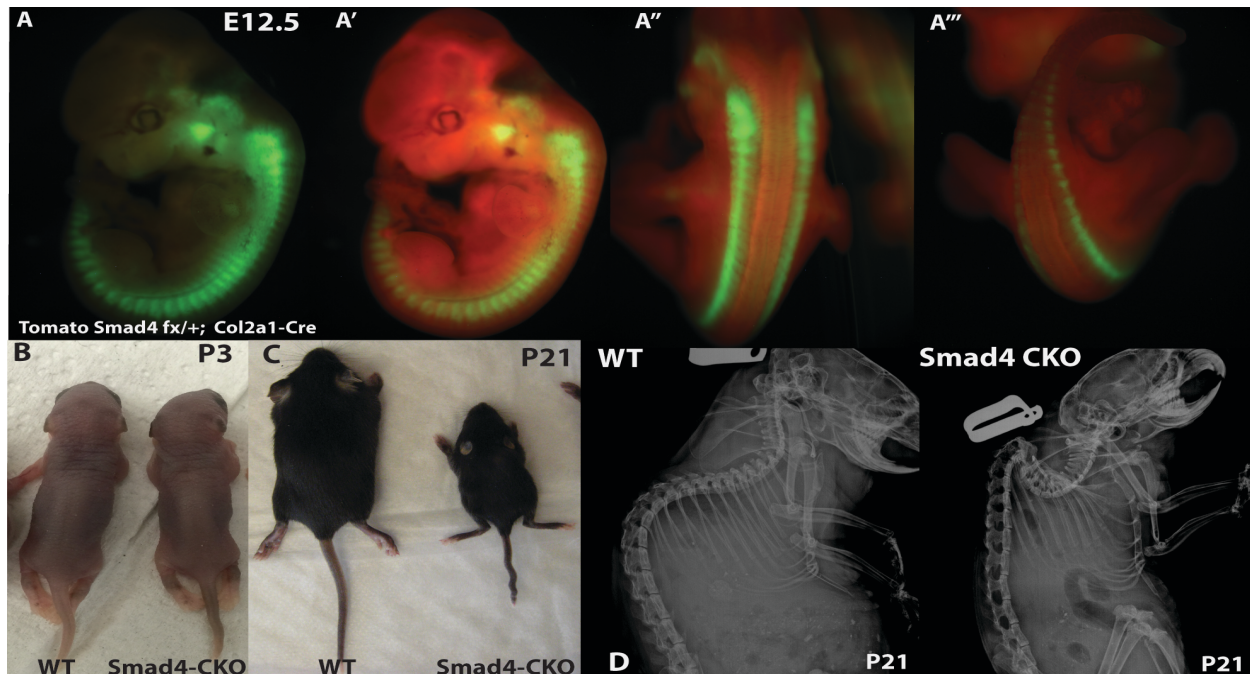 A
E12.5
A'
A''
A'''
Tomato Smad4 fx/+; Col2a1-Cre
B
P3
C
P21
WT
Smad4 CKO
WT
Smad4-CKO
WT
Smad4-CKO
D
P21
P21